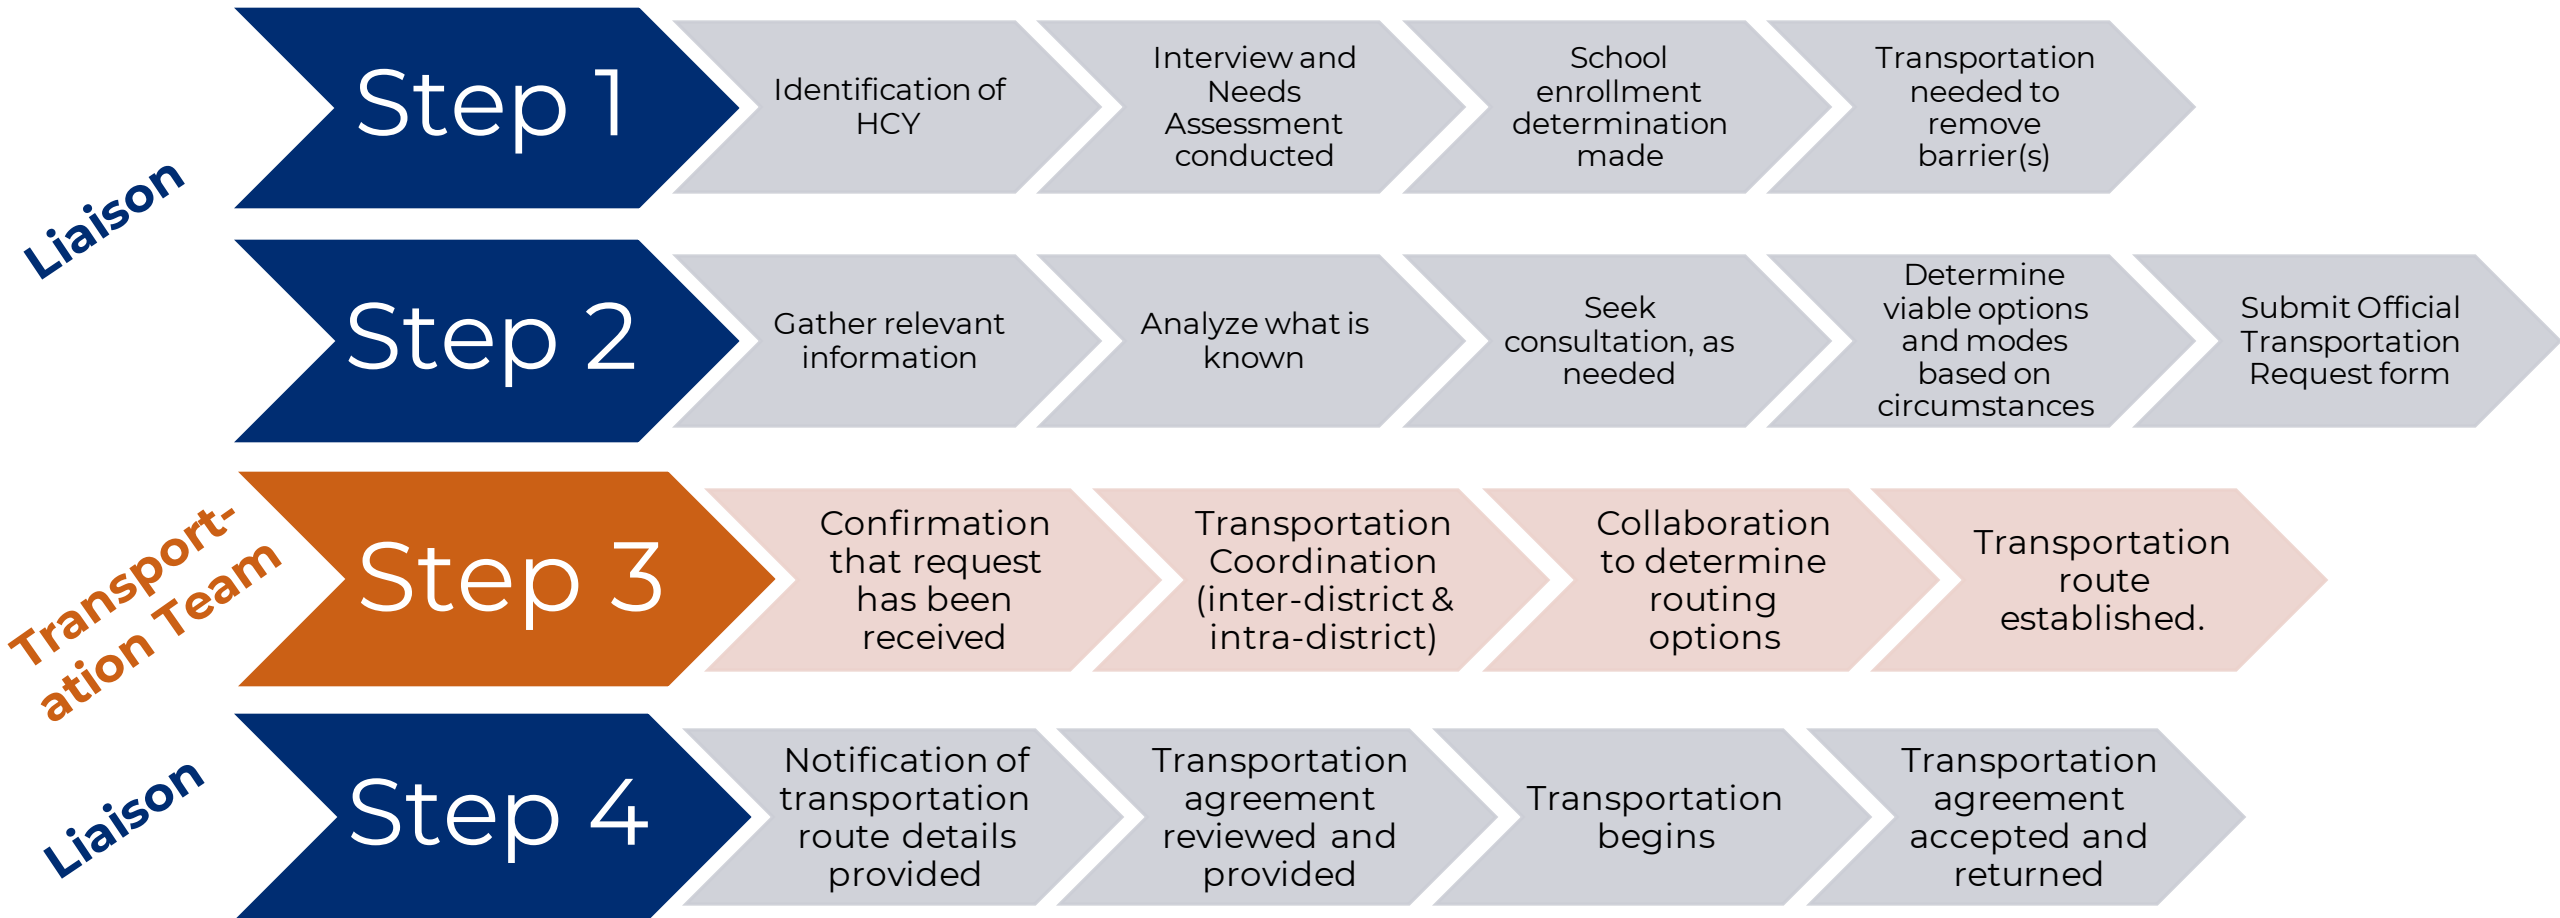 Liaison
Step 1
Identification of
HCY
Interview and
Needs
Assessment
conducted
School
enrollment
determination
made
Transportation
needed to
remove
barrier(s)
Step 2
Gather relevant
information
Analyze what is
known
Seek
consultation, as
needed
Determine
viable options
and modes
based on
circumstances
Submit Official
Transportation
Request form
Transport-
ation Team
Step 3
Confirmation
that request
has been
received
Transportation
Coordination
(inter-district &
intra-district)
Collaboration
to determine
routing
options
Transportation
route
established.
Liaison
Step 4
Notification of
transportation
route details
provided
Transportation
agreement
reviewed and
provided
Transportation
begins
Transportation
agreement
accepted and
returned